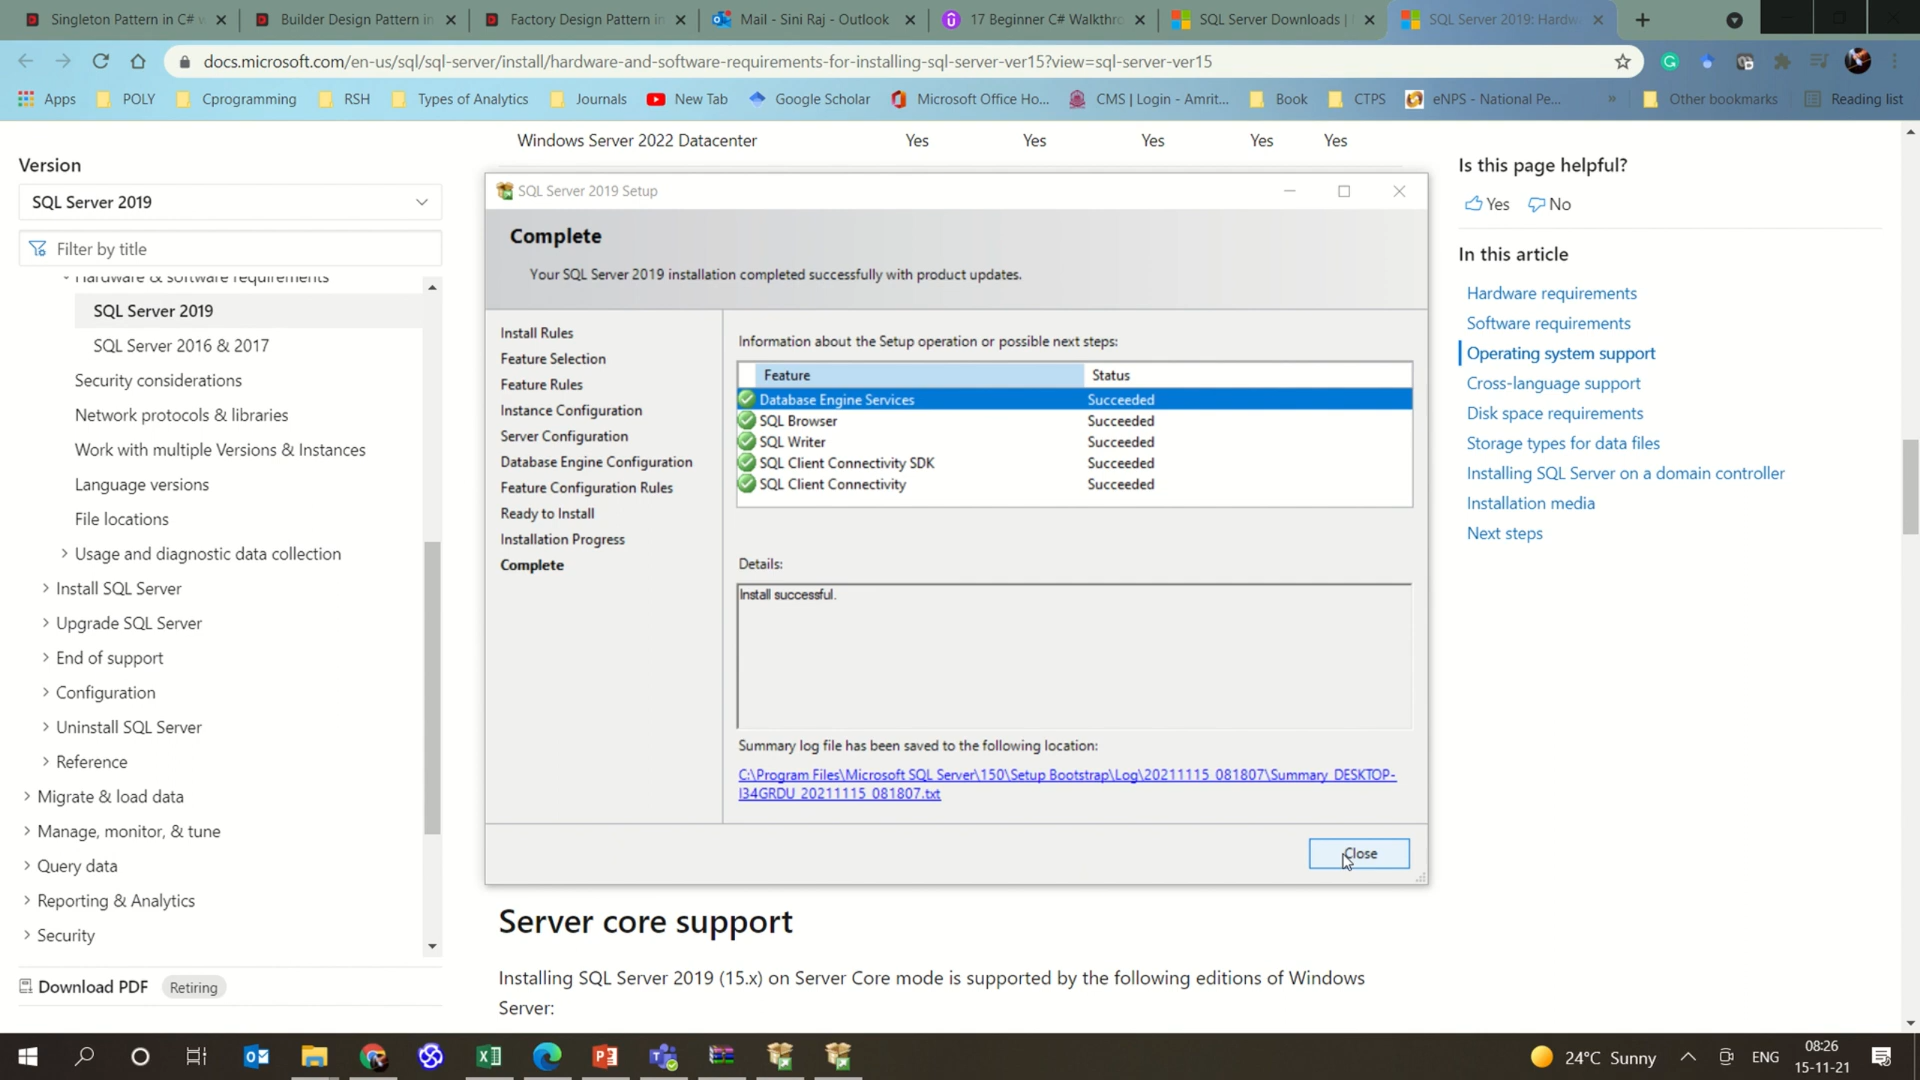 Singleton Pattern in C# w
Builder Design Pattern in
Factory Design Pattern in
Mail - Sini Raj - Outlook
17 Beginner C# Walkthro
SQL Server Downloads |
SQL Server 2019: Hardw
docs.microsoft.com/en-us/sql/sql-server/install/hardware-and-software-requirements-for-installing-sql-server-ver15?view=sql-server-ver15
Apps
POLY
Cprogramming
RSH
Types of Analytics
Journals
New Tab
Google Scholar
Microsoft Office Ho...
CMS | Login - Amrit...
Book
CTPS
eNPS - National Pe...
»
Other bookmarks
Reading list
Version
SQL Server 2019
Filter by title
Hardware & software requirements
SQL Server 2019
SQL Server 2016 & 2017
Security considerations
Network protocols & libraries
Work with multiple Versions & Instances
Language versions
File locations
Usage and diagnostic data collection
Install SQL Server
Upgrade SQL Server
End of support
Configuration
Uninstall SQL Server
Reference
Migrate & load data
Manage, monitor, & tune
Query data
Reporting & Analytics
Security
Download PDF Retiring
Windows Server 2022 Datacenter Yes Yes Yes Yes Yes
SQL Server 2019 Setup
Complete
Your SQL Server 2019 installation completed successfully with product updates.
Install Rules
Feature Selection
Feature Rules
Instance Configuration
Server Configuration
Database Engine Configuration
Feature Configuration Rules
Ready to Install
Installation Progress
Complete
Information about the Setup operation or possible next steps:
Feature Status
Database Engine Services Succeeded
SQL Browser Succeeded
SQL Writer Succeeded
SQL Client Connectivity SDK Succeeded
SQL Client Connectivity Succeeded
Details:
Install successful.
Summary log file has been saved to the following location:
C:\Program Files\Microsoft SQL Server\150\Setup Bootstrap\Log\20211115_081807\Summary_DESKTOP-
I34GRDU_20211115_081807.txt
Close
Server core support
Installing SQL Server 2019 (15.x) on Server Core mode is supported by the following editions of Windows
Server:
Is this page helpful?
Yes No
In this article
Hardware requirements
Software requirements
Operating system support
Cross-language support
Disk space requirements
Storage types for data files
Installing SQL Server on a domain controller
Installation media
Next steps
24°C Sunny
ENG
08:26
15-11-21